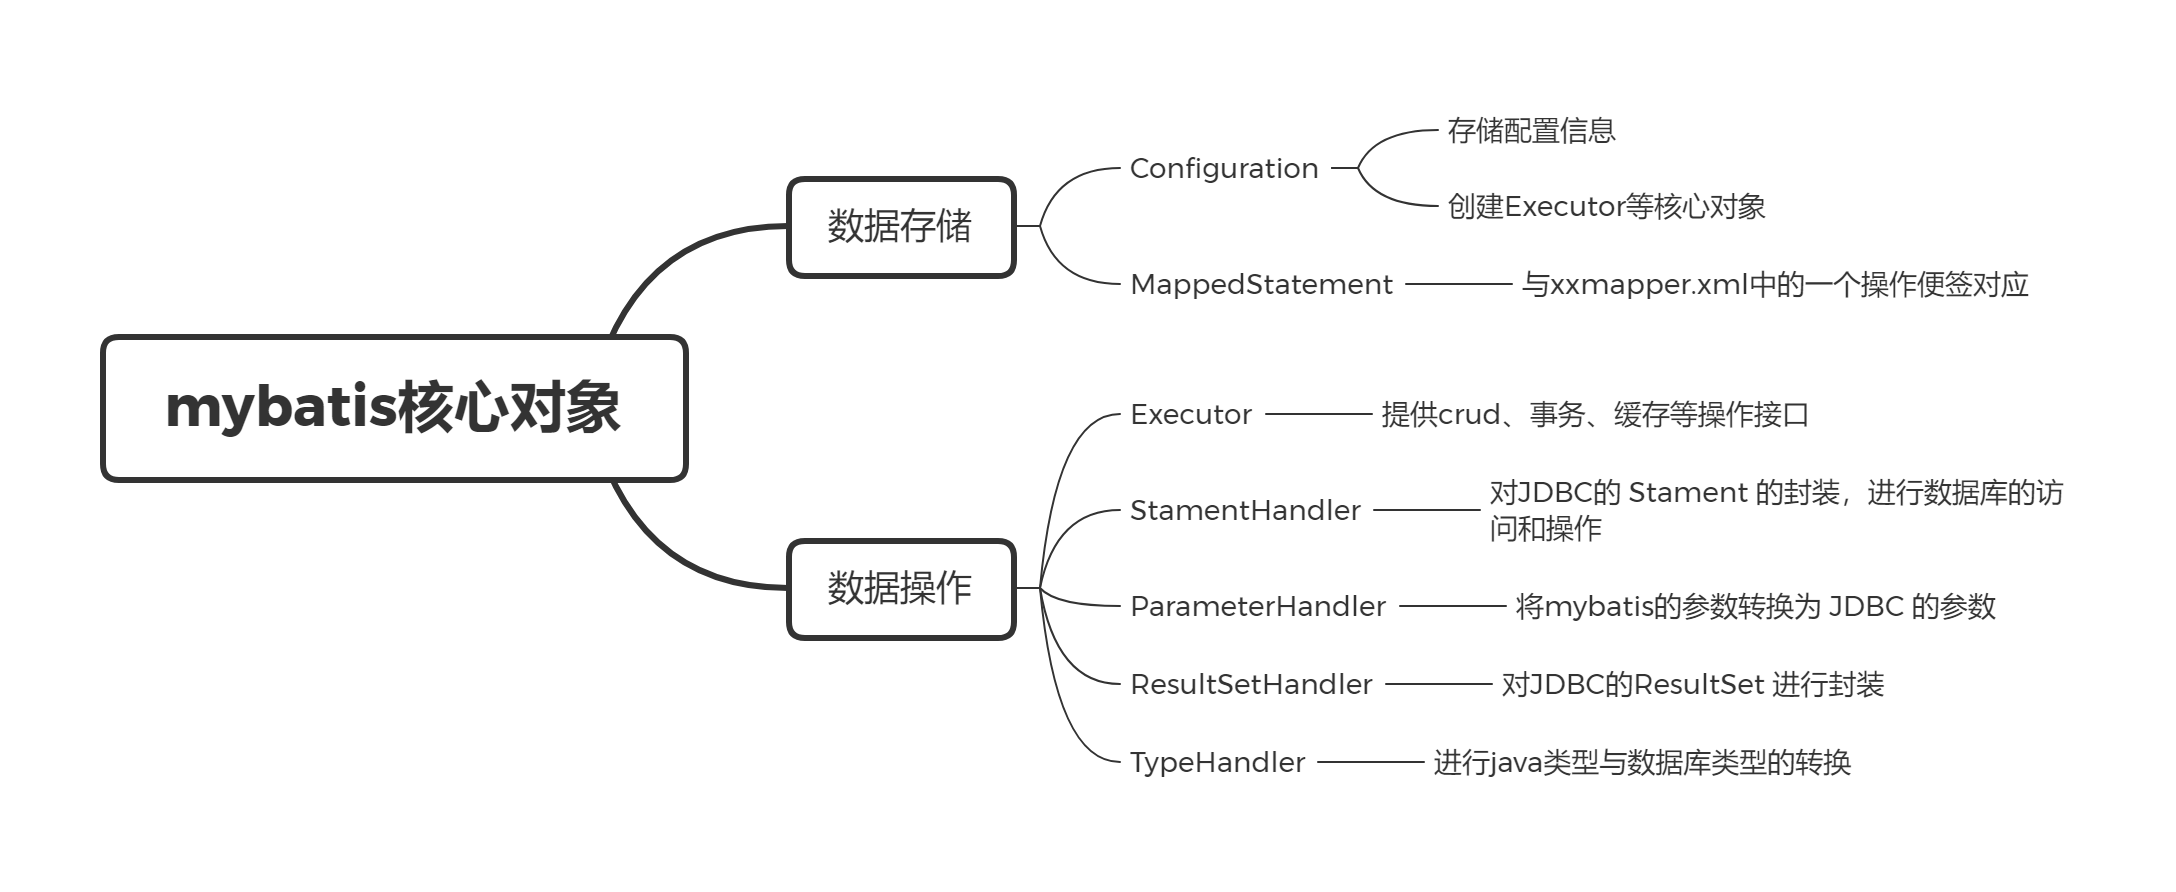 mybatis核心对象
数据存储
Configuration
存储配置信息
创建Executor等核心对象
MappedStatement
与xxmapper.xml中的一个操作便签对应
数据操作
Executor
提供crud、事务、缓存等操作接口
StamentHandler
对JDBC的 Stament 的封装，进行数据库的访
问和操作
ParameterHandler
将mybatis的参数转换为 JDBC 的参数
ResultSetHandler
对JDBC的ResultSet 进行封装
TypeHandler
进行java类型与数据库类型的转换